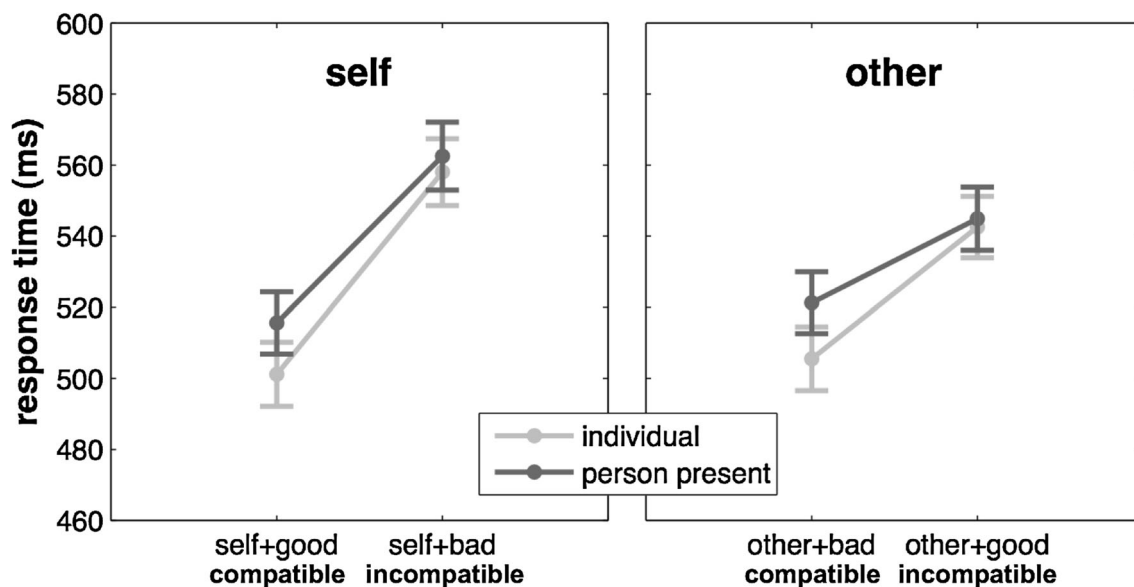 600
580
560
540
520
500
480
460
response time (ms)
self
other
individual
person present
self+good
compatible
self+bad
incompatible
other+bad
compatible
other+good
incompatible